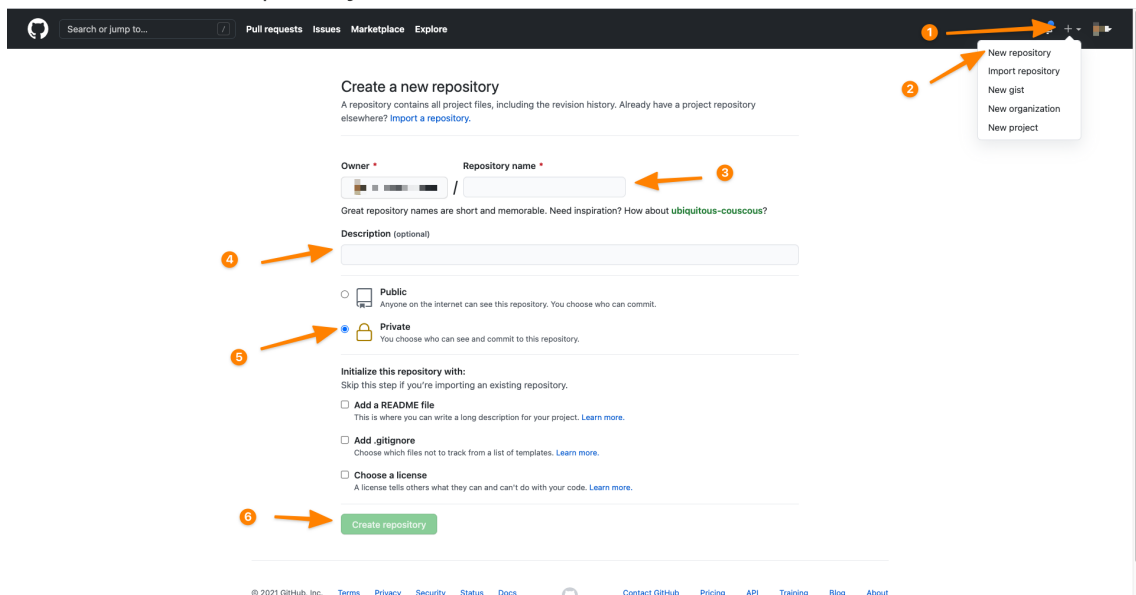 Search or jump to...
/
Pull requests Issues Marketplace Explore
1
+
2
New repository
Import repository
New gist
New organization
New project
Create a new repository
A repository contains all project files, including the revision history. Already have a project repository
elsewhere? Import a repository.
Owner * Repository name *
/
3
Great repository names are short and memorable. Need inspiration? How about ubiquitous-couscous?
Description (optional)
4
Public
Anyone on the internet can see this repository. You choose who can commit.
Private
You choose who can see and commit to this repository.
5
Initialize this repository with:
Skip this step if you're importing an existing repository.
Add a README file
This is where you can write a long description for your project. Learn more.
Add .gitignore
Choose which files not to track from a list of templates. Learn more.
Choose a license
A license tells others what they can and can't do with your code. Learn more.
6
Create repository
© 2021 GitHub, Inc. Terms Privacy Security Status Docs Contact GitHub Pricing API Training Blog About